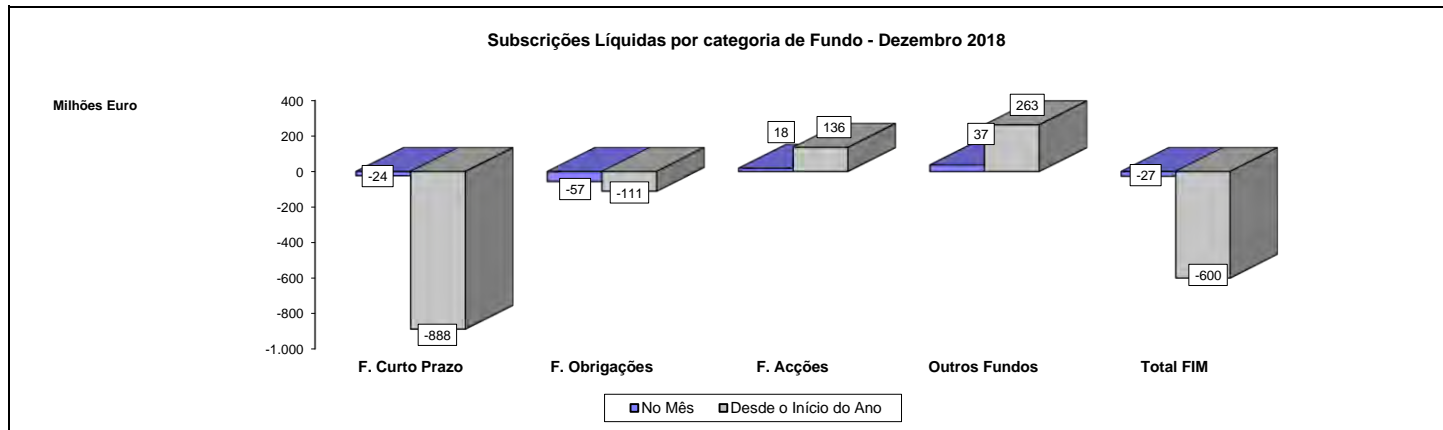 Subscrições Líquidas por categoria de Fundo - Dezembro 2018
Milhões Euro
400
200
0
-200
-400
-600
-800
-1.000
-24
-888
-57
-111
18
136
37
263
-27
-600
F. Curto Prazo
F. Obrigações
F. Acções
Outros Fundos
Total FIM
No Mês
Desde o Início do Ano